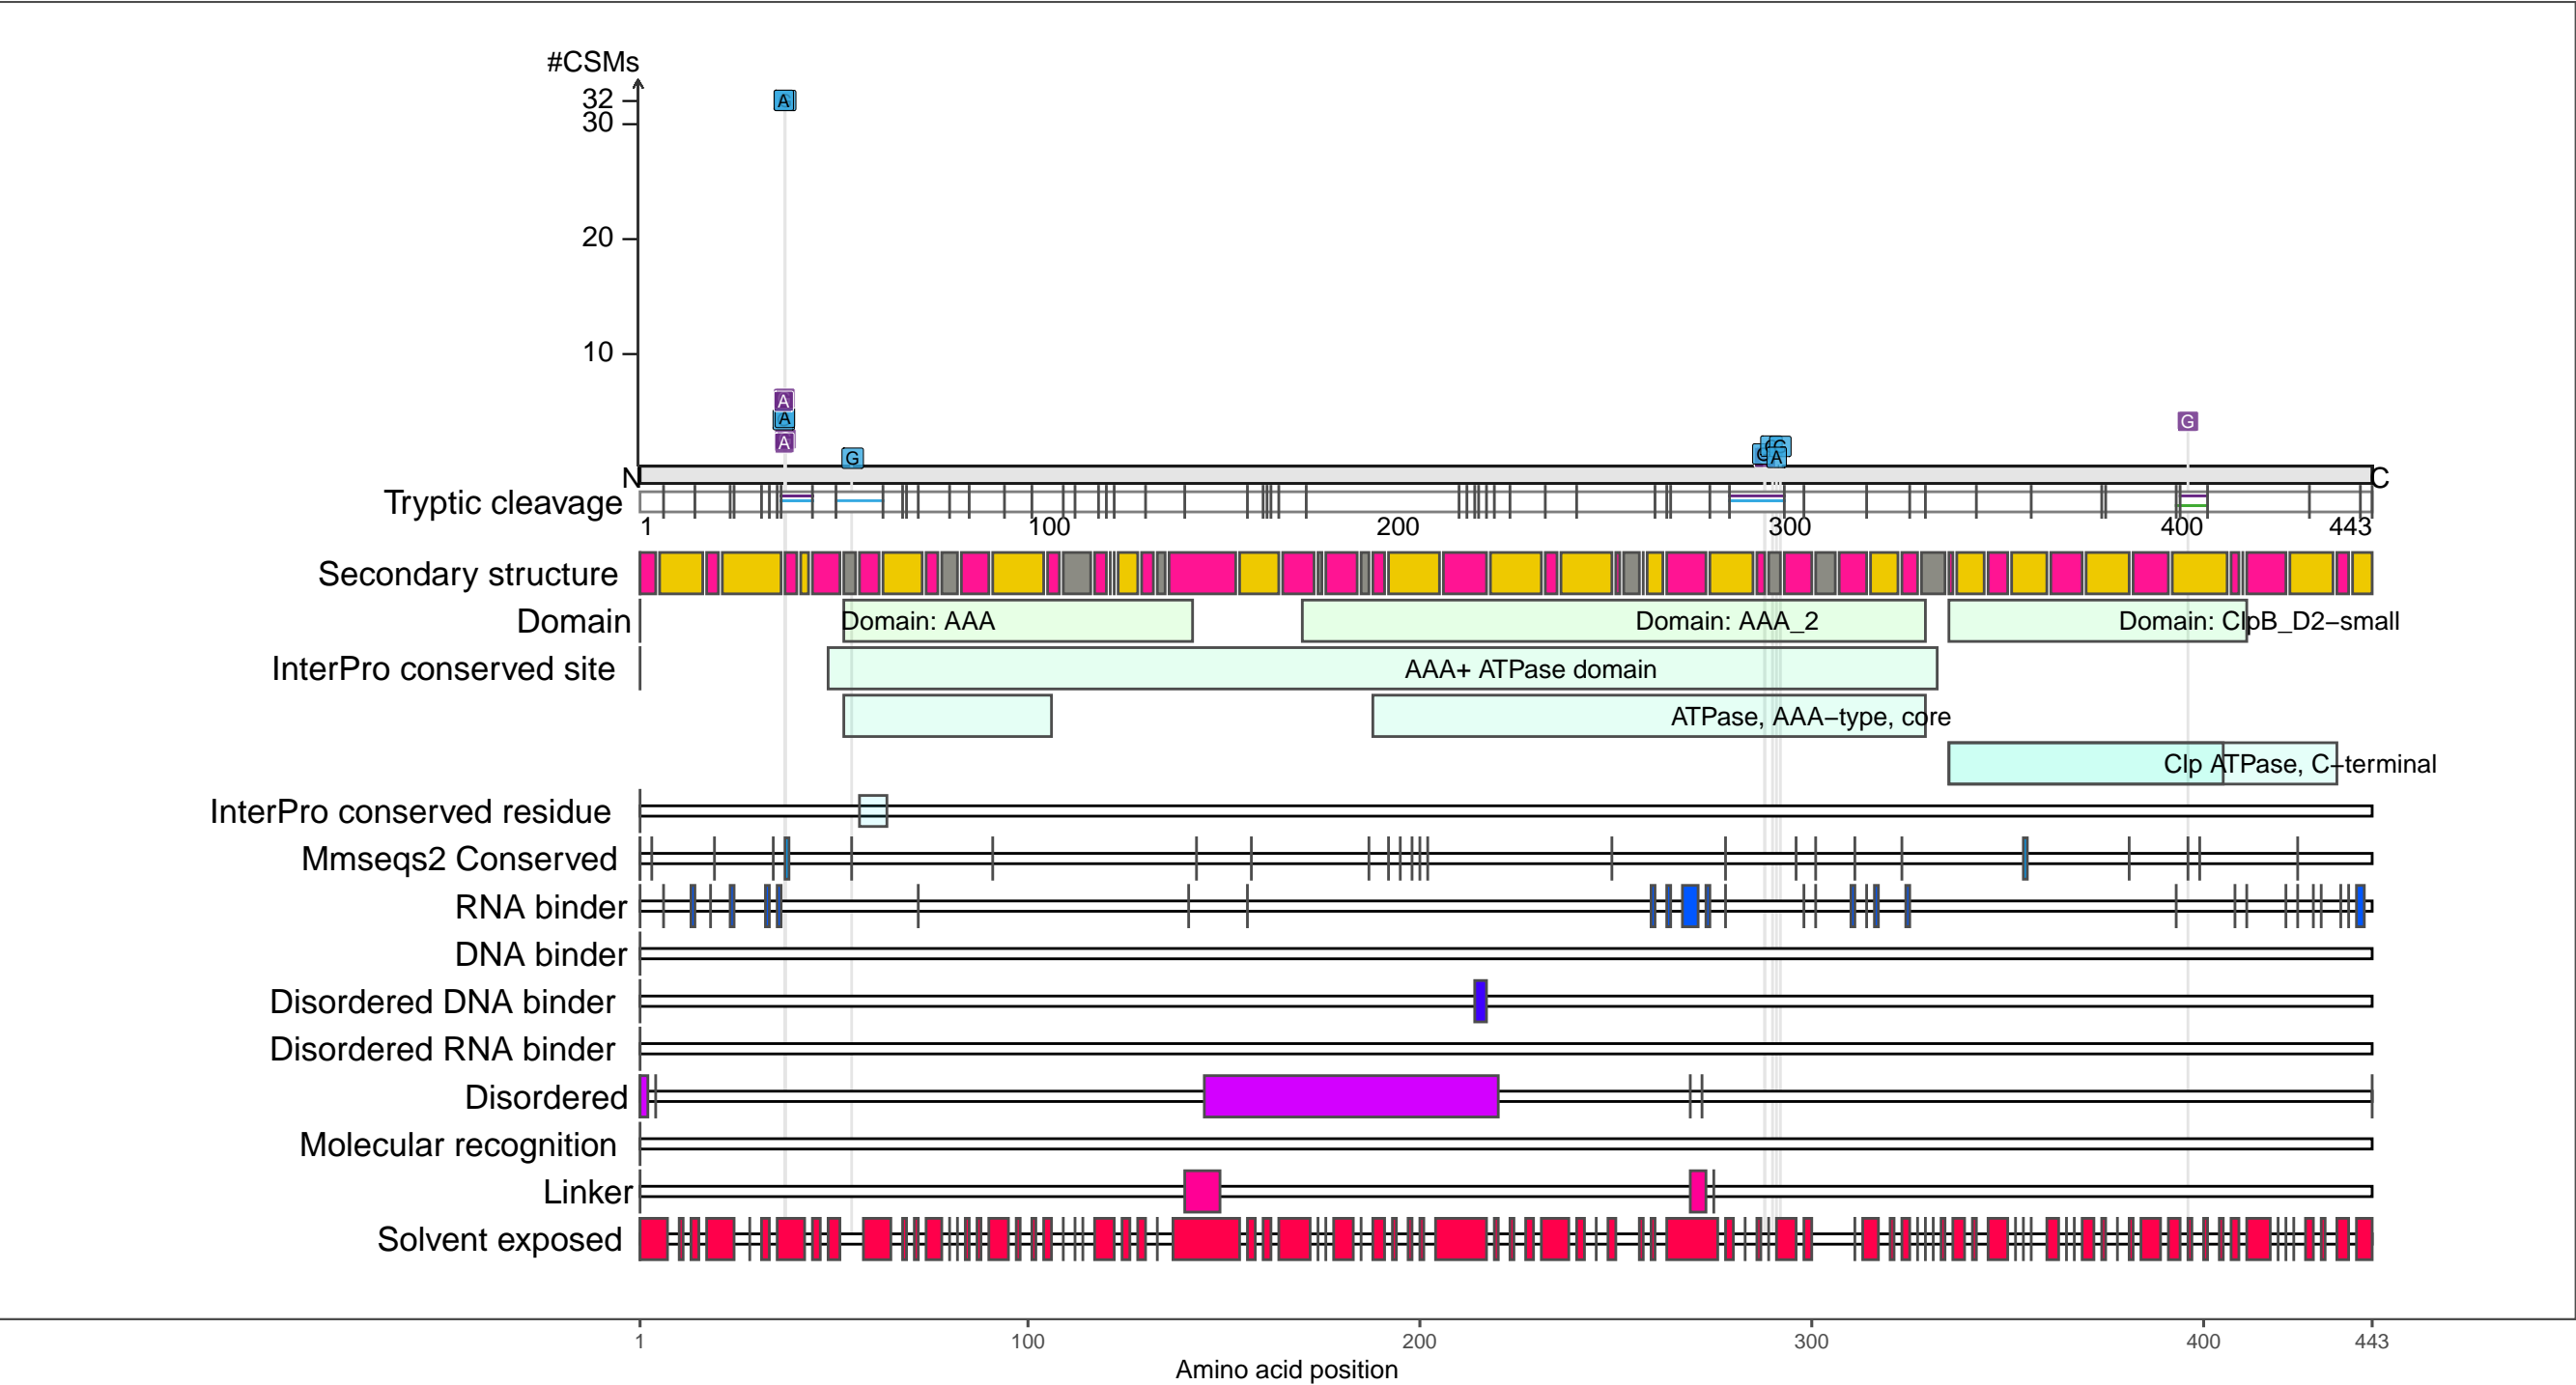 #CSMs
32
30
20
10
A
A
A
A
G
G
G
A
G
N
C
Tryptic cleavage
1 100 200 300 400 443
Secondary structure
Domain
Domain: AAA Domain: AAA_2 Domain: ClpB_D2−small
InterPro conserved site
AAA+ ATPase domain
ATPase, AAA−type, core
Clp ATPase, C−terminal
InterPro conserved residue
Mmseqs2 Conserved
RNA binder
DNA binder
Disordered DNA binder
Disordered RNA binder
Disordered
Molecular recognition
Linker
Solvent exposed
1 100 200 300 400 443
Amino acid position